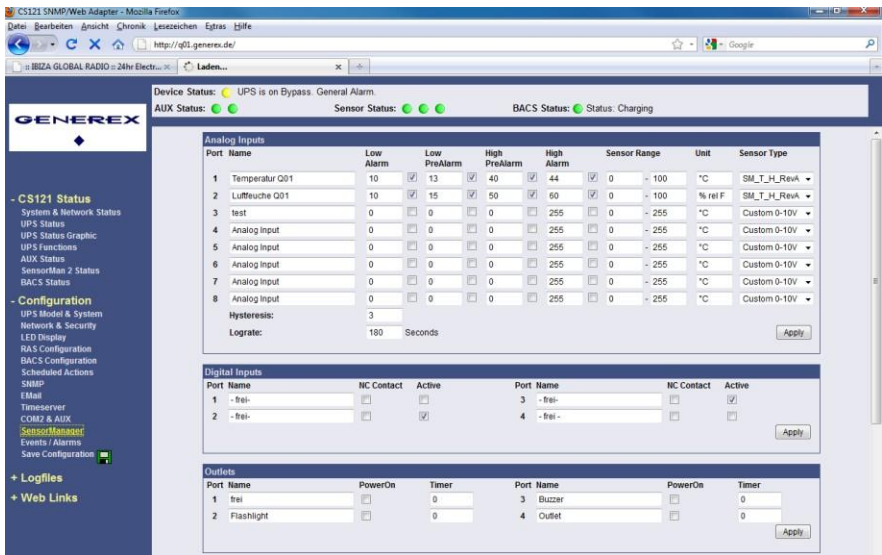 CS121 SNMP/Web Adapter - Mozilla Firefox
Datei Bearbeiten Ansicht Chronik Lesezeichen Extras Hilfe
http://q01.generex.de/
Google
:: IBIZA GLOBAL RADIO :: 24hr Electr...
Laden...
Device Status: UPS is on Bypass. General Alarm.
AUX Status: Sensor Status: BACS Status: Status: Charging
GENEREX
- CS121 Status
System & Network Status
UPS Status
UPS Status Graphic
UPS Functions
AUX Status
SensorMan 2 Status
BACS Status
- Configuration
UPS Model & System
Network & Security
LED Display
RAS Configuration
BACS Configuration
Scheduled Actions
SNMP
EMail
Timeserver
COM2 & AUX
SensorManager
Events / Alarms
Save Configuration
+ Logfiles
+ Web Links
Analog Inputs
Port Name Low Alarm Low PreAlarm High PreAlarm High Alarm Sensor Range Unit Sensor Type
1 Temperatur Q01 10 13 40 44 0 - 100 °C SM_T_H_RevA
2 Luftfeuche Q01 10 15 50 60 0 - 100 % rel F SM_T_H_RevA
3 test 0 0 0 255 0 - 255 °C Custom 0-10V
4 Analog Input 0 0 0 255 0 - 255 °C Custom 0-10V
5 Analog Input 0 0 0 255 0 - 255 °C Custom 0-10V
6 Analog Input 0 0 0 255 0 - 255 °C Custom 0-10V
7 Analog Input 0 0 0 255 0 - 255 °C Custom 0-10V
8 Analog Input 0 0 0 255 0 - 255 °C Custom 0-10V
Hysteresis: 3
Lograte: 180 Seconds
Apply
Digital Inputs
Port Name NC Contact Active Port Name NC Contact Active
1 - frei- 3 - frei-
2 - frei- 4 - frei -
Apply
Outlets
Port Name PowerOn Timer Port Name PowerOn Timer
1 frei 0 3 Buzzer 0
2 Flashlight 0 4 Outlet 0
Apply